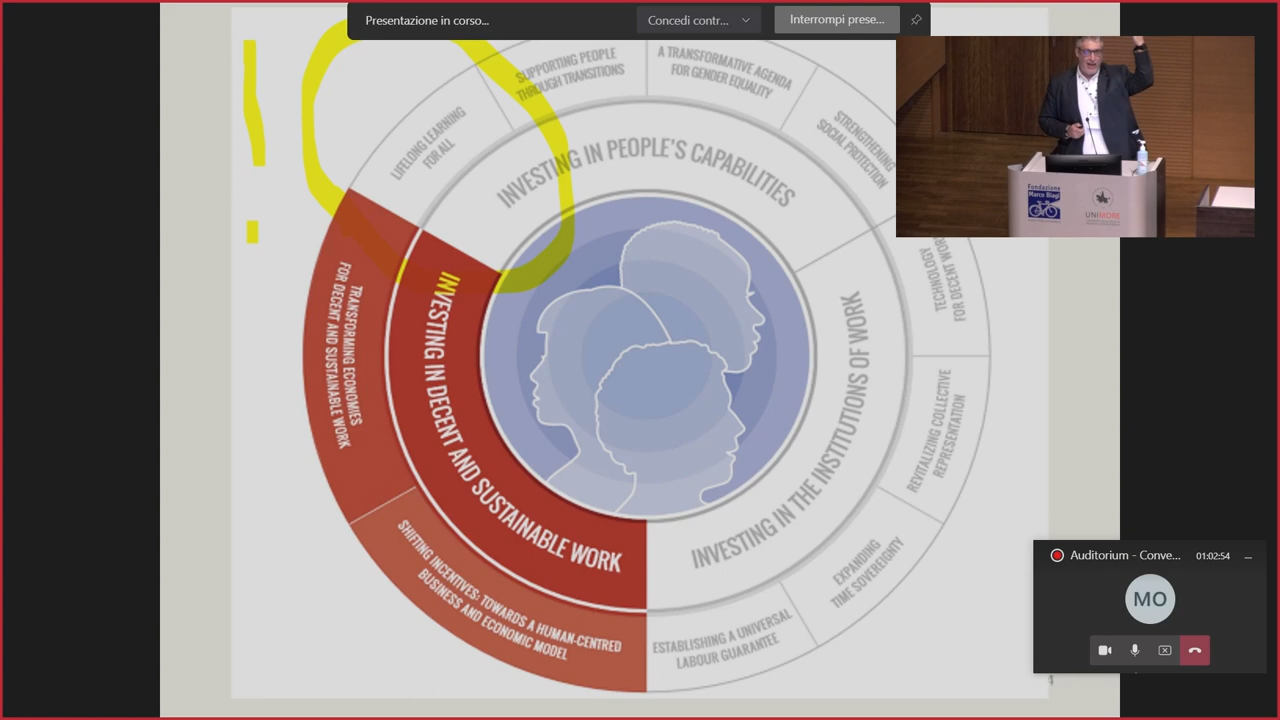 Presentazione in corso...
Concedi contr...
Interrompi prese...
SUPPORTING PEOPLE
THROUGH TRANSITIONS
A TRANSFORMATIVE AGENDA
FOR GENDER EQUALITY
LIFELONG LEARNING
FOR ALL
STRENGTHENING
SOCIAL PROTECTION
INVESTING IN PEOPLE'S CAPABILITIES
Fondazione
Marco Biagi
UNIMORE
TECHNOLOGY
FOR DECENT WORK
TRANSFORMING ECONOMIES
FOR DECENT AND SUSTAINABLE WORK
INVESTING IN DECENT AND SUSTAINABLE WORK
INVESTING IN THE INSTITUTIONS OF WORK
REVITALIZING COLLECTIVE
REPRESENTATION
SHIFTING INCENTIVES: TOWARDS A HUMAN-CENTRED
BUSINESS AND ECONOMIC MODEL
EXPANDING
TIME SOVEREIGNTY
ESTABLISHING A UNIVERSAL
LABOUR GUARANTEE
Auditorium - Conve...
01:02:54
MO